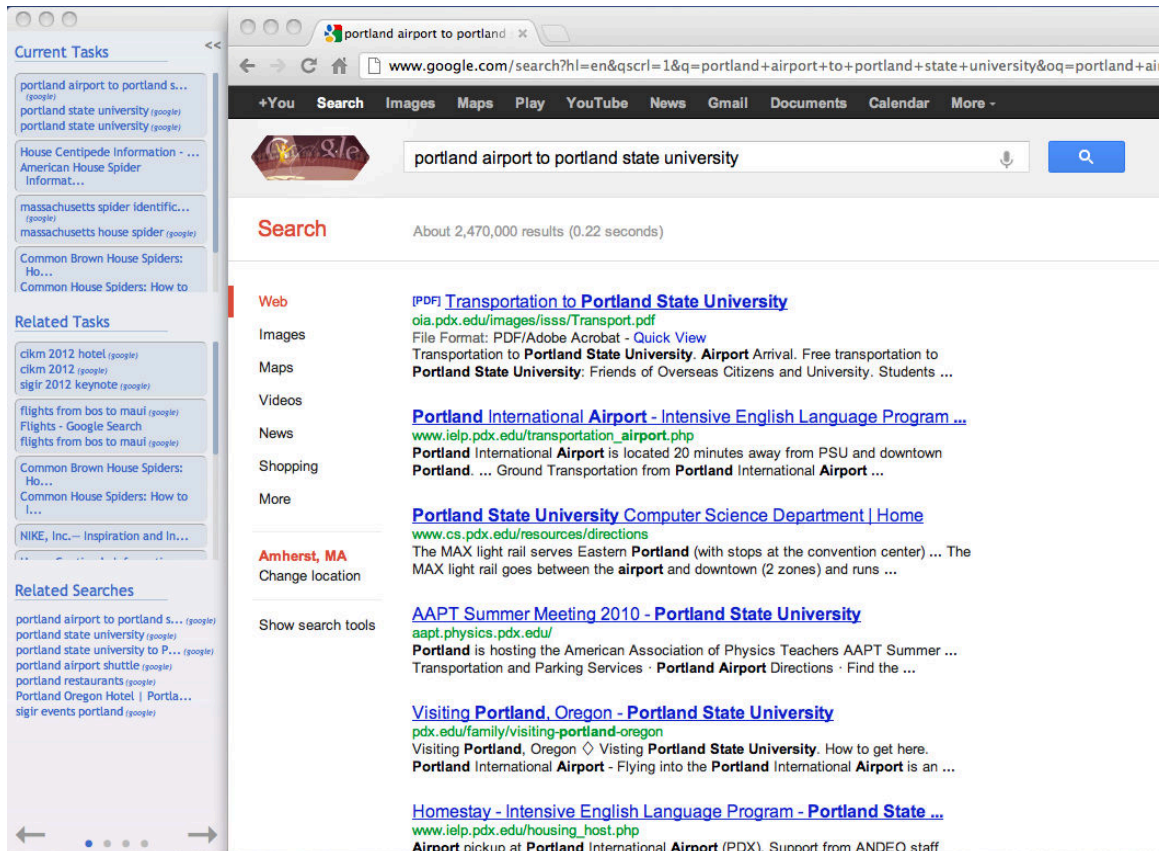 Current Tasks
<<
portland airport to portland s...
(google)
portland state university (google)
portland state university (google)
House Centipede Information - ...
American House Spider
Informat...
massachusetts spider identific...
(google)
massachusetts house spider (google)
Common Brown House Spiders:
Ho...
Common House Spiders: How to
Related Tasks
cikm 2012 hotel (google)
cikm 2012 (google)
sigir 2012 keynote (google)
flights from bos to maui (google)
Flights - Google Search
flights from bos to maui (google)
Common Brown House Spiders:
Ho...
Common House Spiders: How to
I...
NIKE, Inc.— Inspiration and In...
Related Searches
portland airport to portland s... (google)
portland state university (google)
portland state university to P... (google)
portland airport shuttle (google)
portland restaurants (google)
Portland Oregon Hotel | Portla...
sigir events portland (google)
portland airport to portland
www.google.com/search?hl=en&qscrl=1&q=portland+airport+to+portland+state+university&oq=portland+ai
+You Search Images Maps Play YouTube News Gmail Documents Calendar More
Google
portland airport to portland state university
Search
About 2,470,000 results (0.22 seconds)
Web
Images
Maps
Videos
News
Shopping
More
Amherst, MA
Change location
Show search tools
[PDF] Transportation to Portland State University
oia.pdx.edu/images/isss/Transport.pdf
File Format: PDF/Adobe Acrobat - Quick View
Transportation to Portland State University. Airport Arrival. Free transportation to
Portland State University: Friends of Overseas Citizens and University. Students ...
Portland International Airport - Intensive English Language Program ...
www.ielp.pdx.edu/transportation_airport.php
Portland International Airport is located 20 minutes away from PSU and downtown
Portland. ... Ground Transportation from Portland International Airport ...
Portland State University Computer Science Department | Home
www.cs.pdx.edu/resources/directions
The MAX light rail serves Eastern Portland (with stops at the convention center) ... The
MAX light rail goes between the airport and downtown (2 zones) and runs ...
AAPT Summer Meeting 2010 - Portland State University
aapt.physics.pdx.edu/
Portland is hosting the American Association of Physics Teachers AAPT Summer ...
Transportation and Parking Services · Portland Airport Directions · Find the ...
Visiting Portland, Oregon - Portland State University
pdx.edu/family/visiting-portland-oregon
Visiting Portland, Oregon ◊ Visting Portland State University. How to get here.
Portland International Airport - Flying into the Portland International Airport is an ...
Homestay - Intensive English Language Program - Portland State ...
www.ielp.pdx.edu/housing_host.php
Airport pickup at Portland International Airport (PDX). Support from ANDEO staff